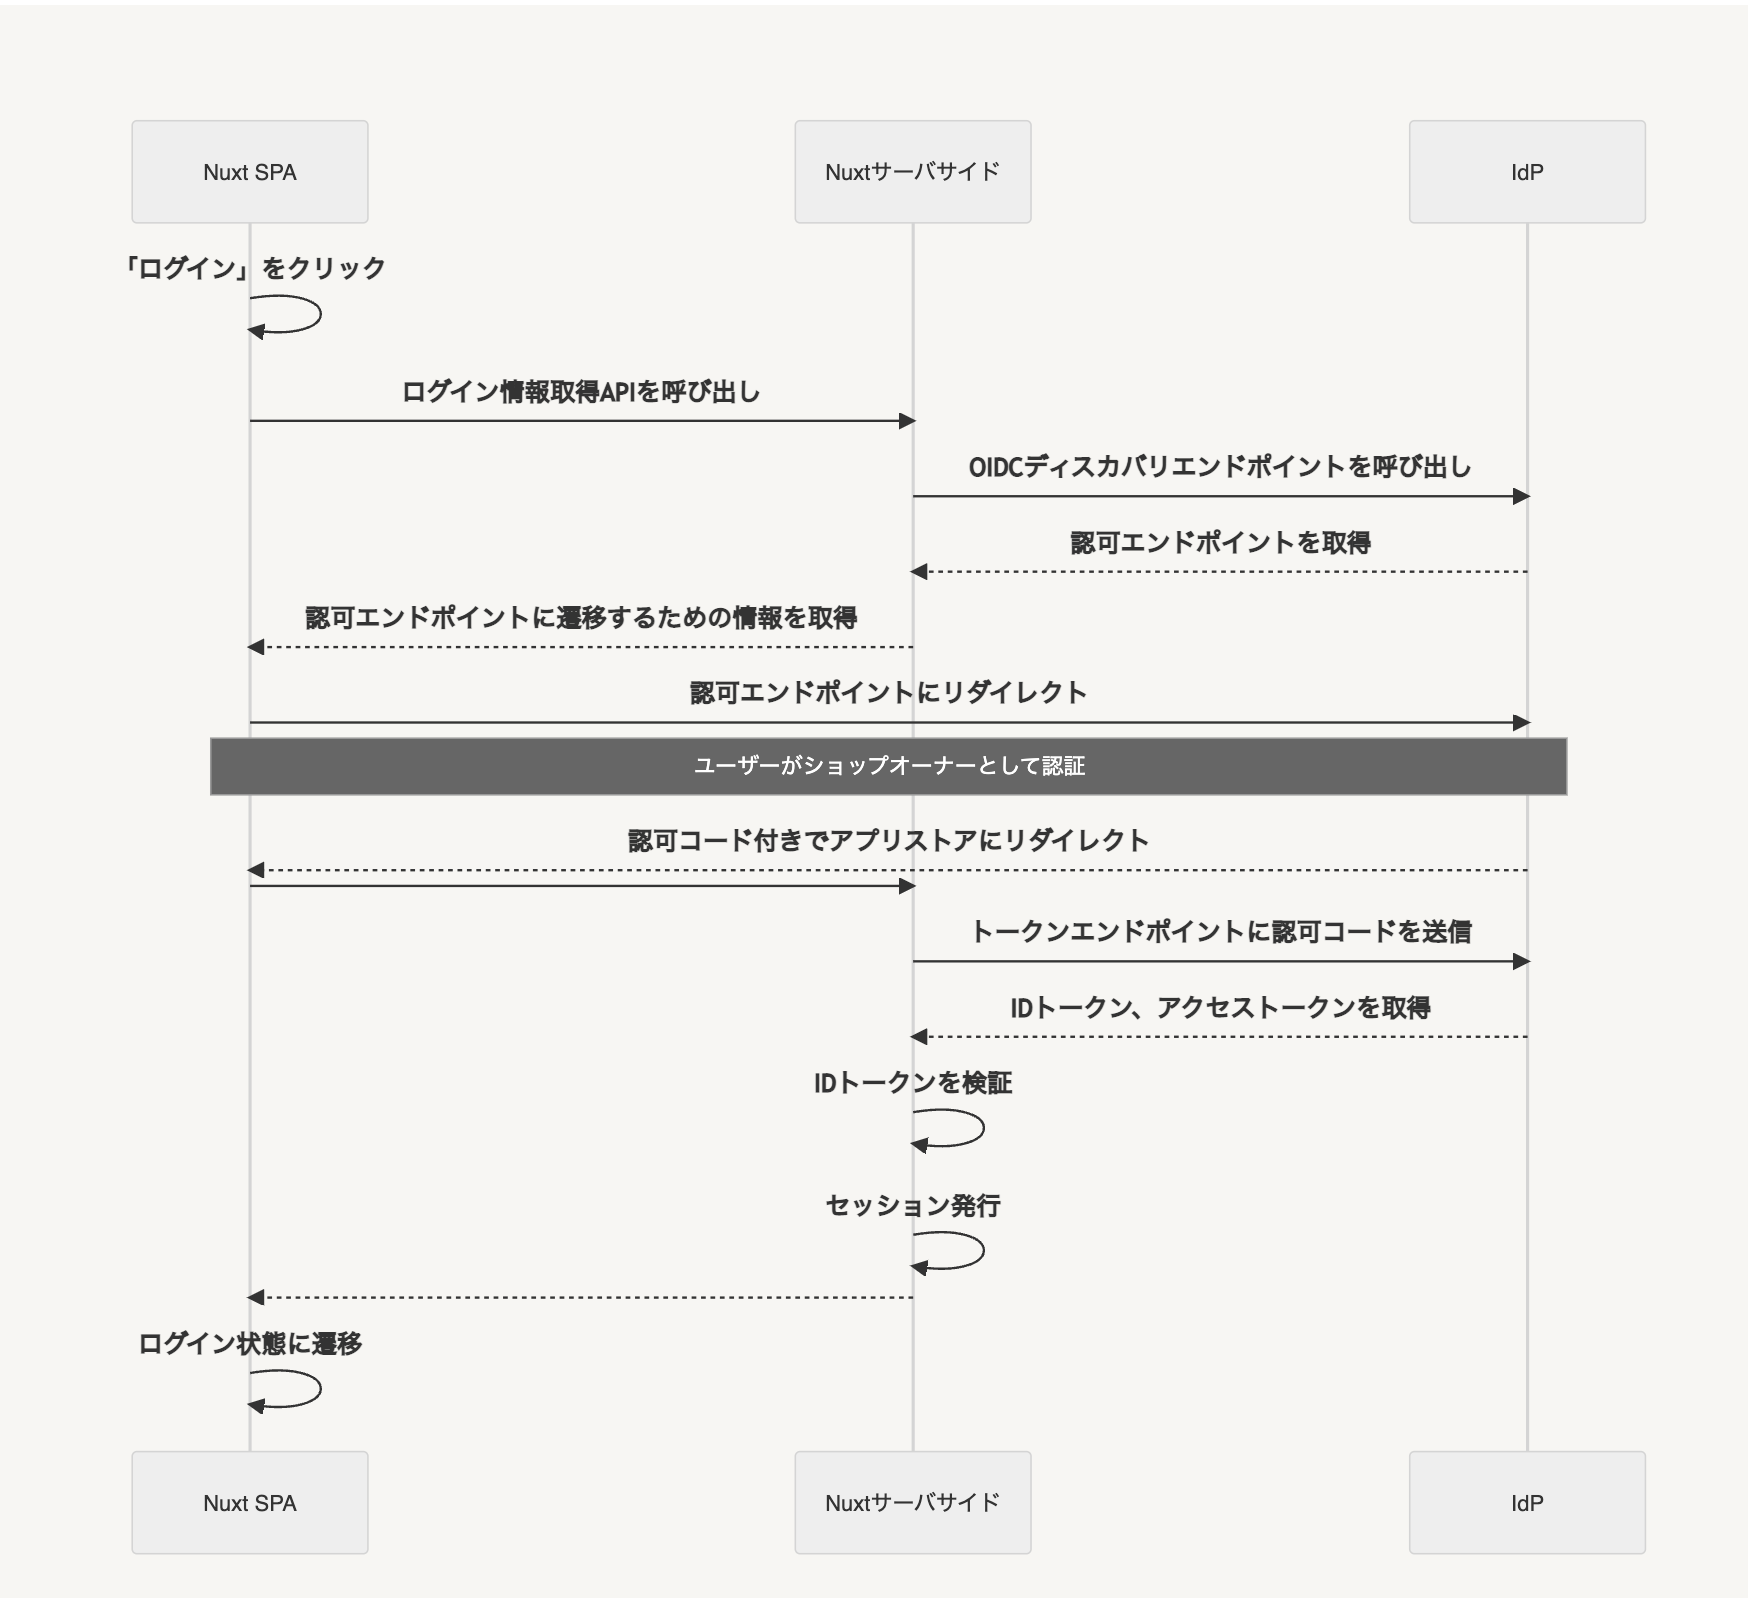 Nuxt SPA
Nuxtサーバサイド
IdP
「ログイン」をクリック
ログイン情報取得APIを呼び出し
OIDCディスカバリエンドポイントを呼び出し
認可エンドポイントを取得
認可エンドポイントに遷移するための情報を取得
認可エンドポイントにリダイレクト
ユーザーがショップオーナーとして認証
認可コード付きでアプリストアにリダイレクト
トークンエンドポイントに認可コードを送信
IDトークン、アクセストークンを取得
IDトークンを検証
セッション発行
ログイン状態に遷移
Nuxt SPA
Nuxtサーバサイド
IdP